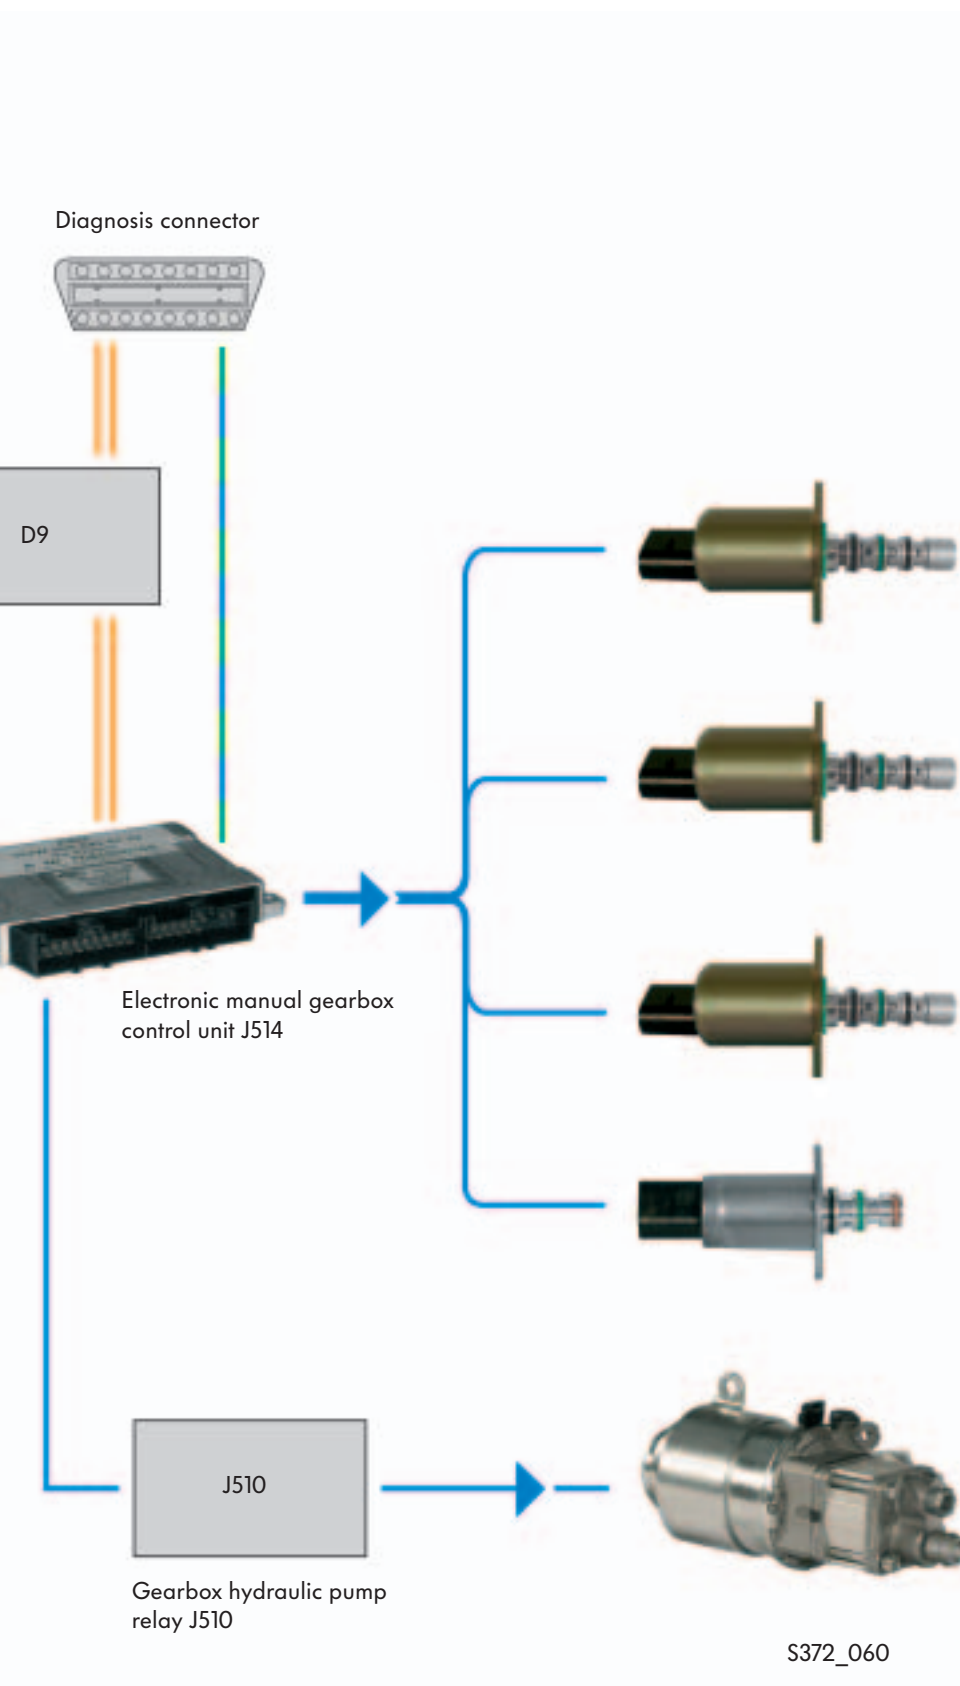 Diagnosis connector
D9
Electronic manual gearbox
control unit J514
J510
Gearbox hydraulic pump
relay J510
S372_060